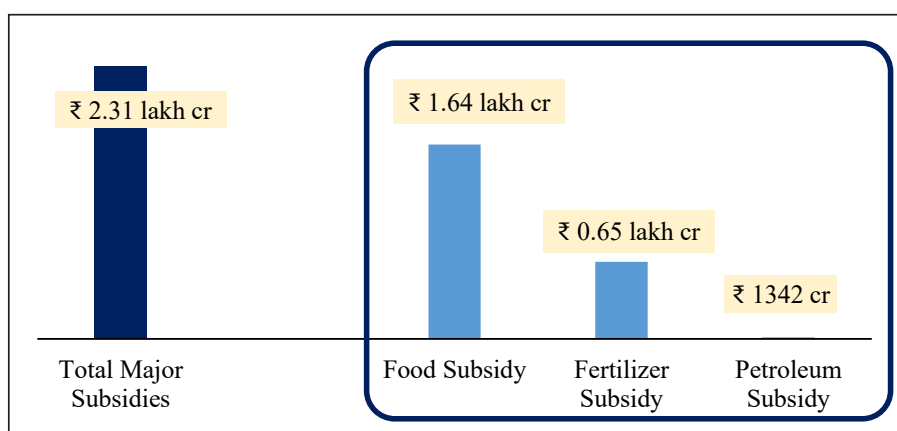 ₹ 2.31 lakh cr
₹ 1.64 lakh cr
₹ 0.65 lakh cr
₹ 1342 cr
Total Major
Subsidies
Food Subsidy
Fertilizer
Subsidy
Petroleum
Subsidy